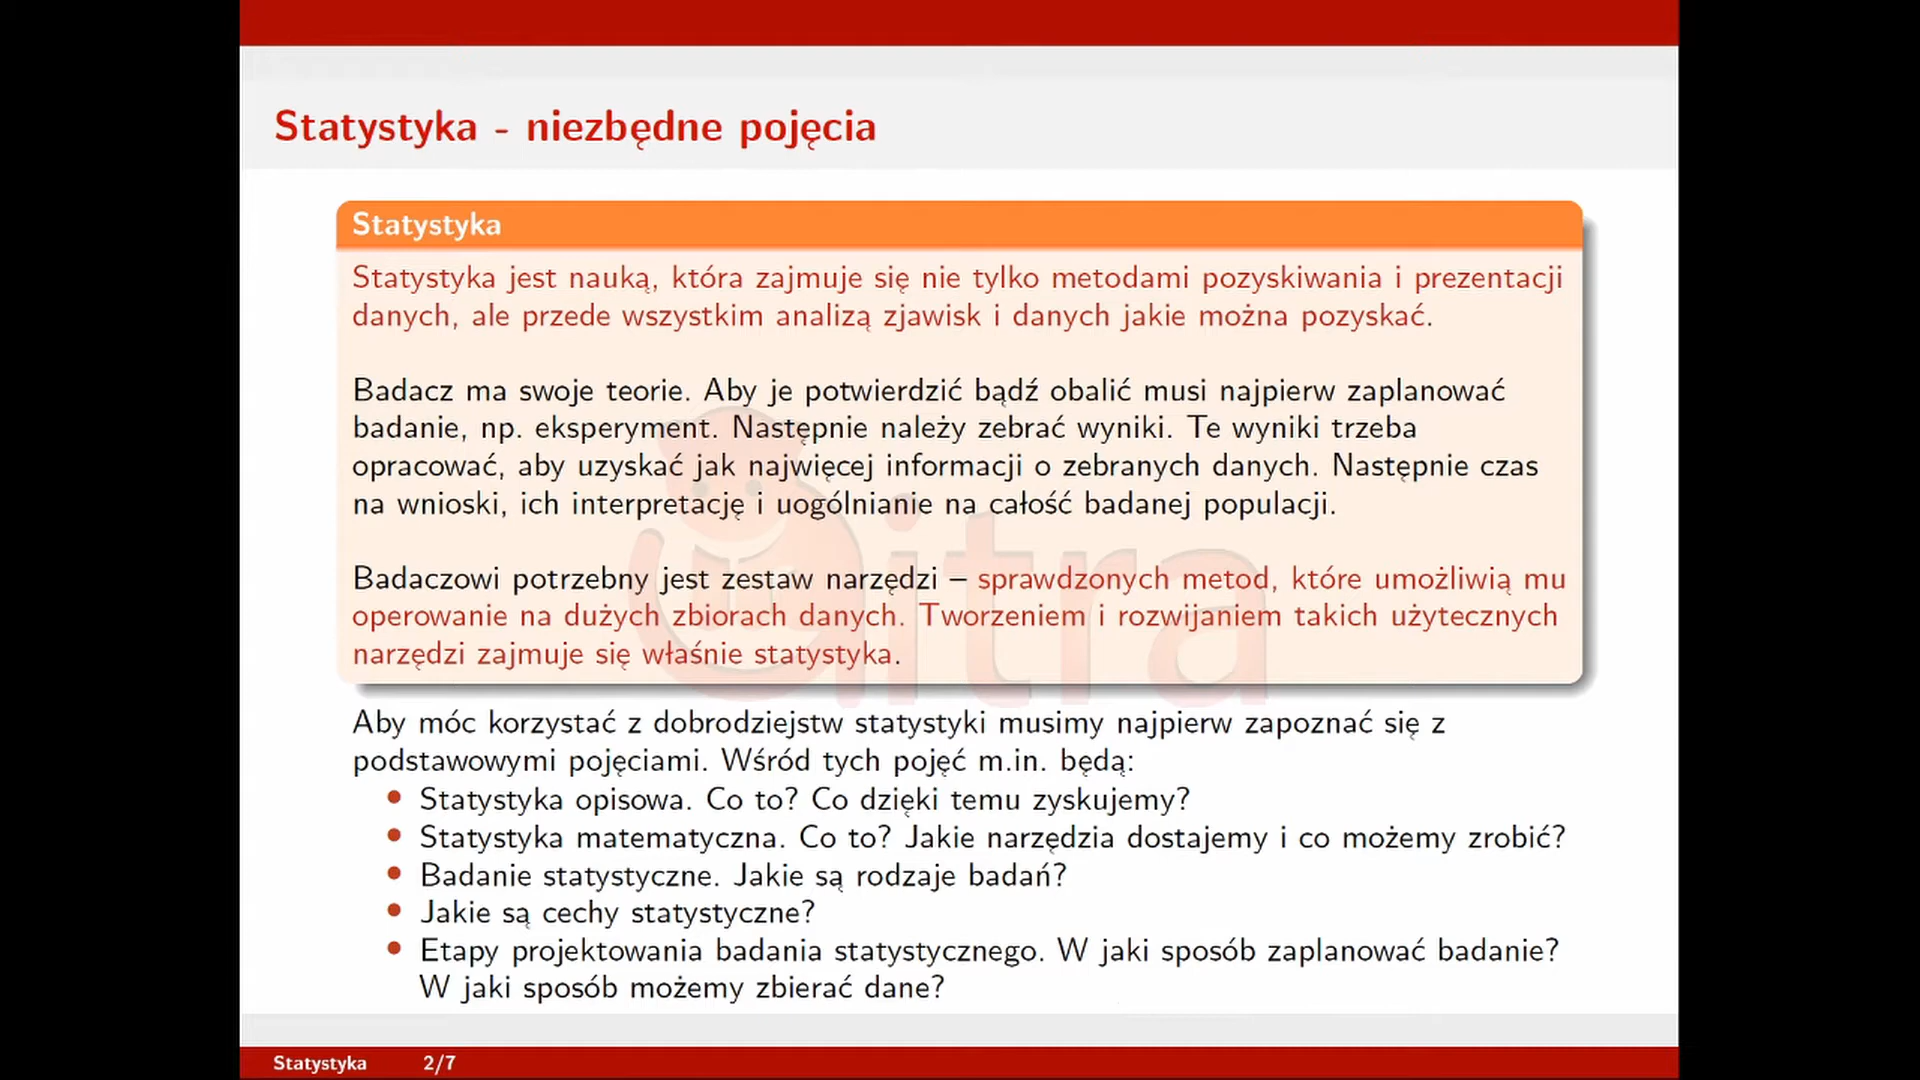 Statystyka - niezbędne pojęcia
Statystyka
Statystyka jest nauką, która zajmuje się nie tylko metodami pozyskiwania i prezentacji
danych, ale przede wszystkim analizą zjawisk i danych jakie można pozyskać.
Badacz ma swoje teorie. Aby je potwierdzić bądź obalić musi najpierw zaplanować
badanie, np. eksperyment. Następnie należy zebrać wyniki. Te wyniki trzeba
opracować, aby uzyskać jak najwięcej informacji o zebranych danych. Następnie czas
na wnioski, ich interpretację i uogólnianie na całość badanej populacji.
Badaczowi potrzebny jest zestaw narzędzi – sprawdzonych metod, które umożliwią mu
operowanie na dużych zbiorach danych. Tworzeniem i rozwijaniem takich użytecznych
narzędzi zajmuje się właśnie statystyka.
Aby móc korzystać z dobrodziejstw statystyki musimy najpierw zapoznać się z
podstawowymi pojęciami. Wśród tych pojęć m.in. będą:
• Statystyka opisowa. Co to? Co dzięki temu zyskujemy?
• Statystyka matematyczna. Co to? Jakie narzędzia dostajemy i co możemy zrobić?
• Badanie statystyczne. Jakie są rodzaje badań?
• Jakie są cechy statystyczne?
• Etapy projektowania badania statystycznego. W jaki sposób zaplanować badanie?
W jaki sposób możemy zbierać dane?
Statystyka 2/7